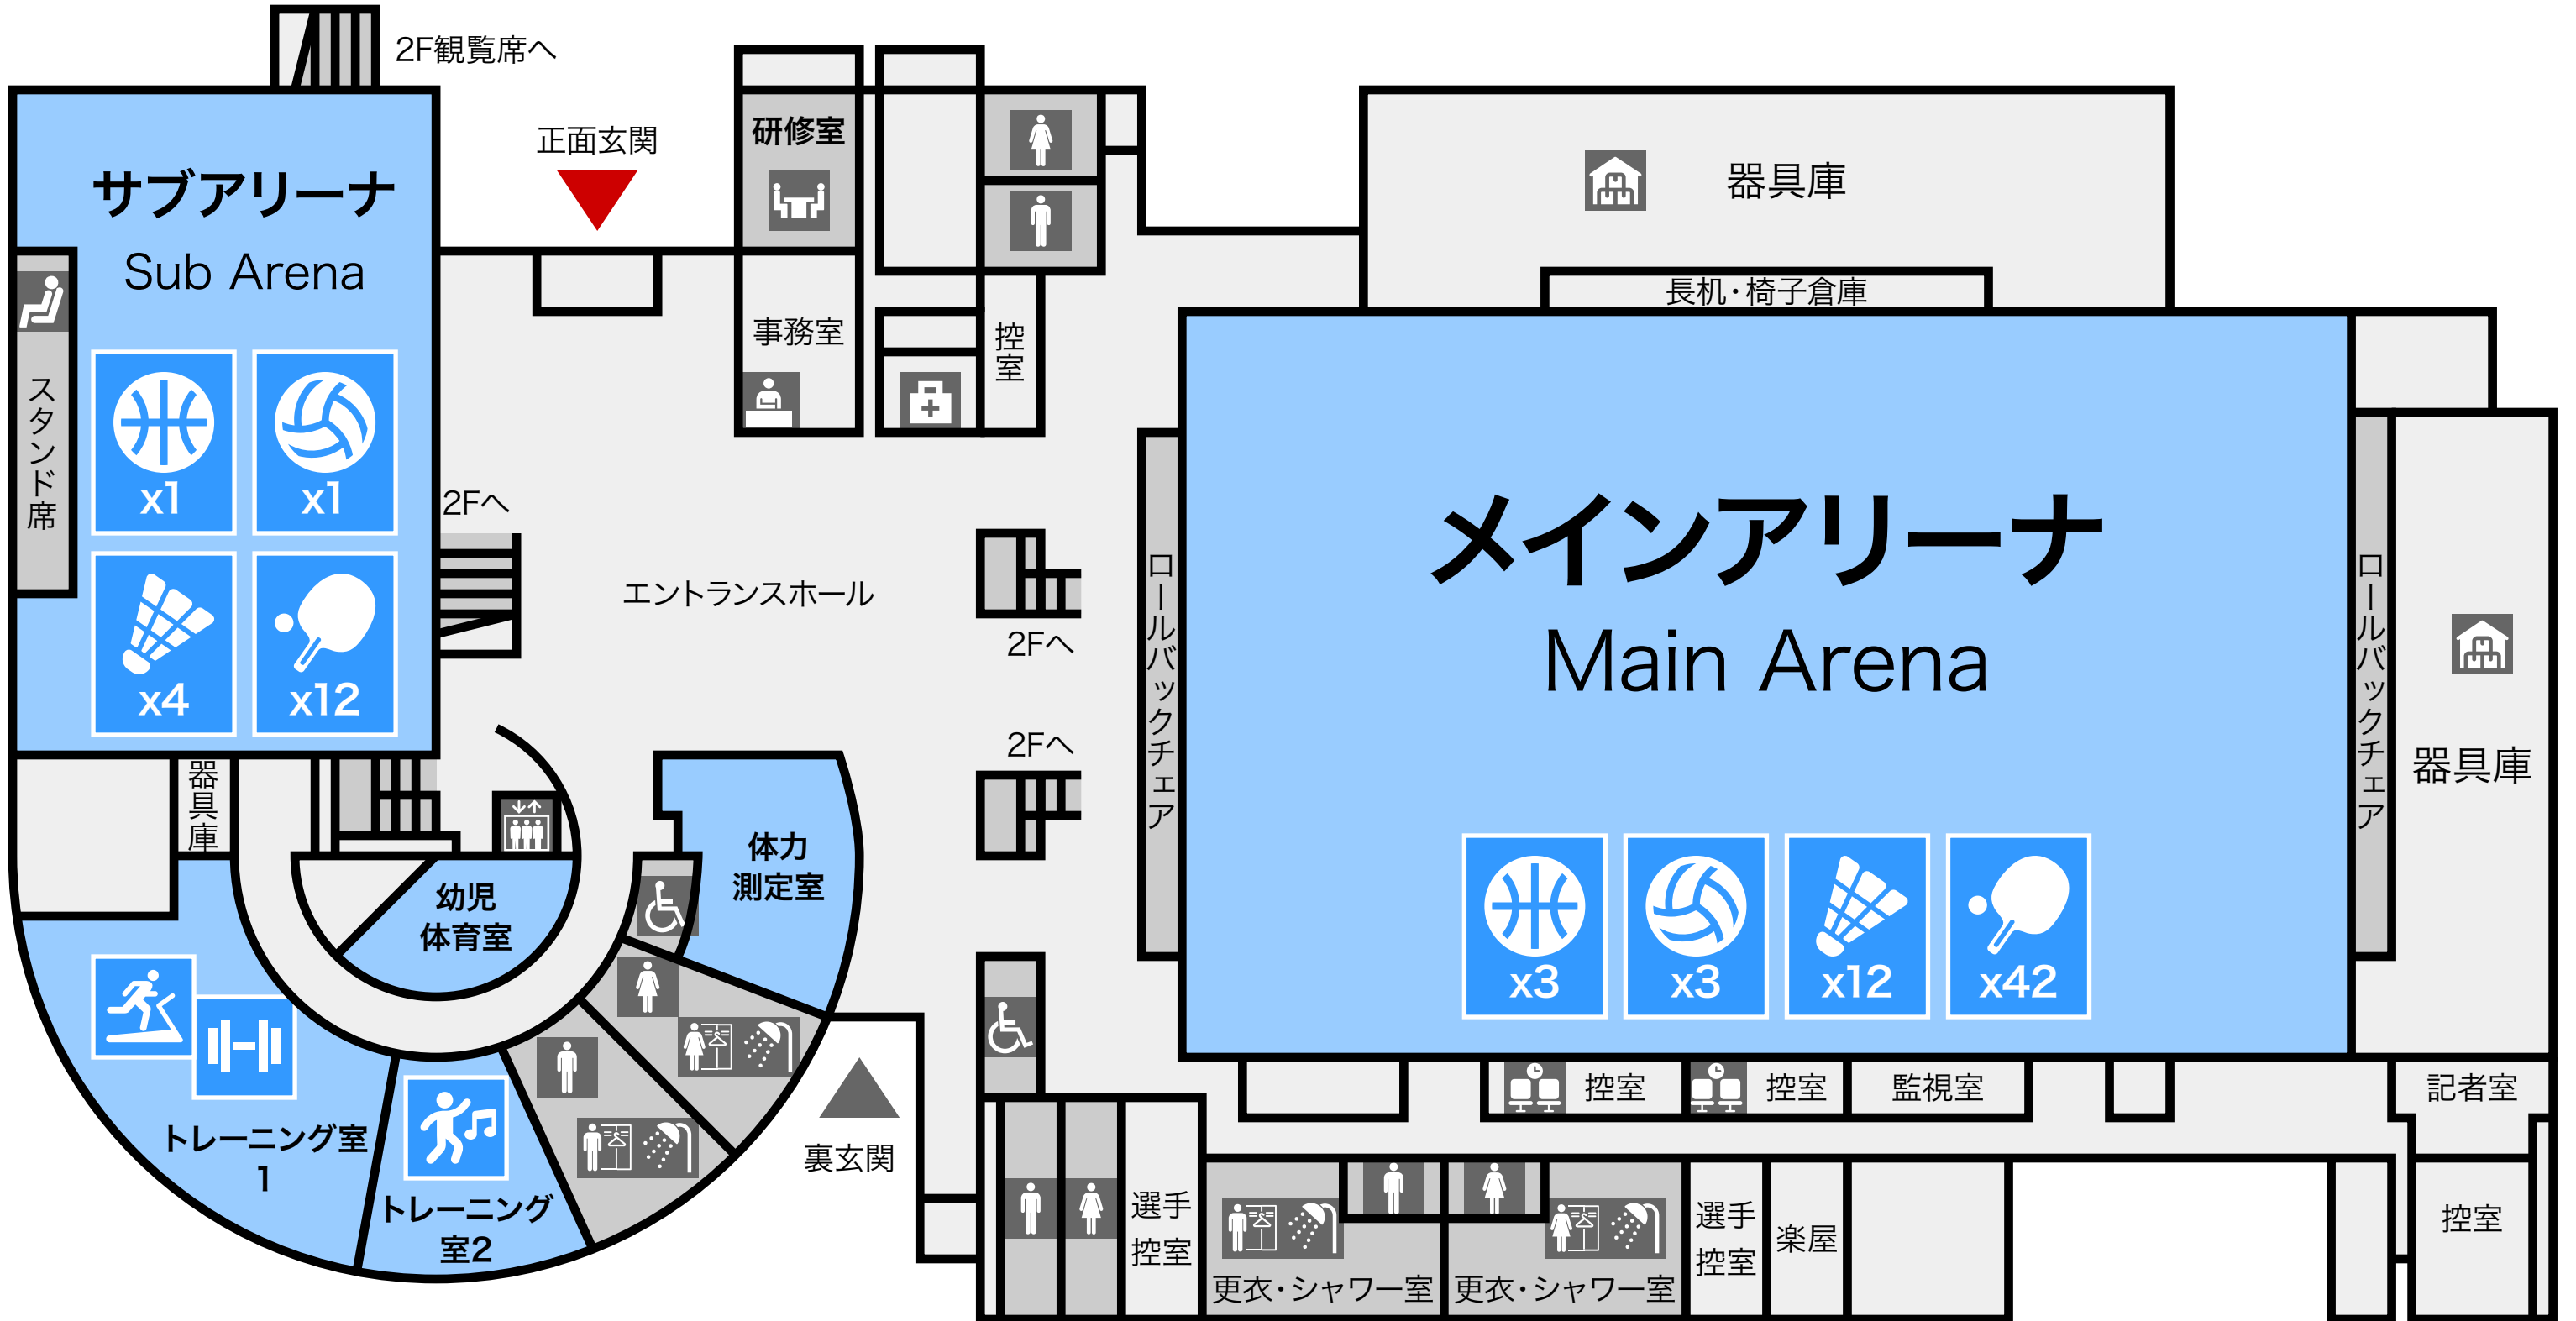 2F観覧席へ
正面玄関
研修室
サブアリーナ
Sub Arena
スタンド席
x1
x1
x4
x12
2Fへ
事務室
控室
エントランスホール
2Fへ
2Fへ
器具庫
長机・椅子倉庫
ロールバックチェア
メインアリーナ
Main Arena
x3
x3
x12
x42
ロールバックチェア
器具庫
器具庫
幼児
体育室
体力
測定室
トレーニング室
1
トレーニング
室2
裏玄関
控室
控室
監視室
記者室
選手
控室
更衣・シャワー室
更衣・シャワー室
選手
控室
楽屋
控室